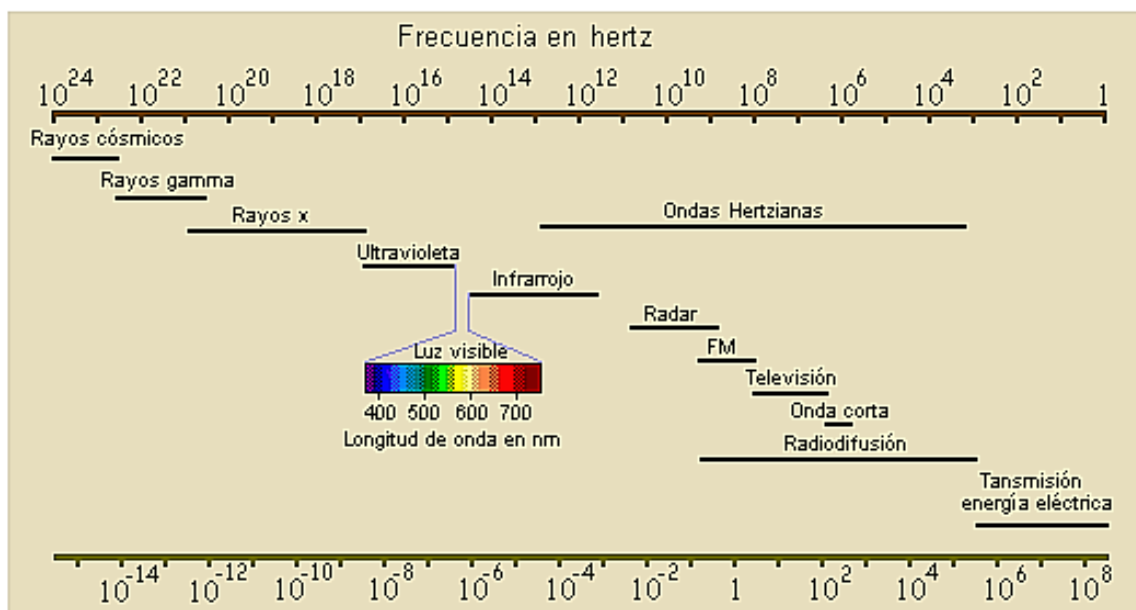 Frecuencia en hertz
10^24 10^22 10^20 10^18 10^16 10^14 10^12 10^10 10^8 10^6 10^4 10^2 1
Rayos cósmicos
Rayos gamma
Rayos x
Ondas Hertzianas
Ultravioleta
Infrarrojo
Radar
Luz visible
FM
Televisión
400 500 600 700
Onda corta
Longitud de onda en nm
Radiodifusión
Tansmisión
energía eléctrica
10^-14 10^-12 10^-10 10^-8 10^-6 10^-4 10^-2 1 10^2 10^4 10^6 10^8